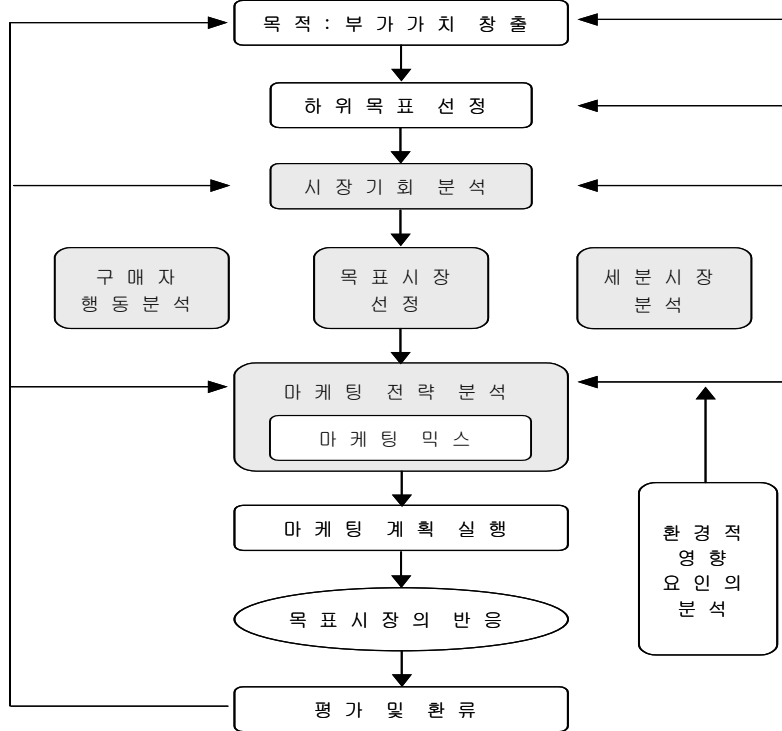 목적: 부가가치 창출
하위목표 선정
시장기회 분석
구매자
행동분석
목표시장
선정
세분시장
분석
마케팅 전략 분석
마케팅 믹스
마케팅 계획 실행
환경적
영향
요인의
분석
목표시장의 반응
평가 및 환류